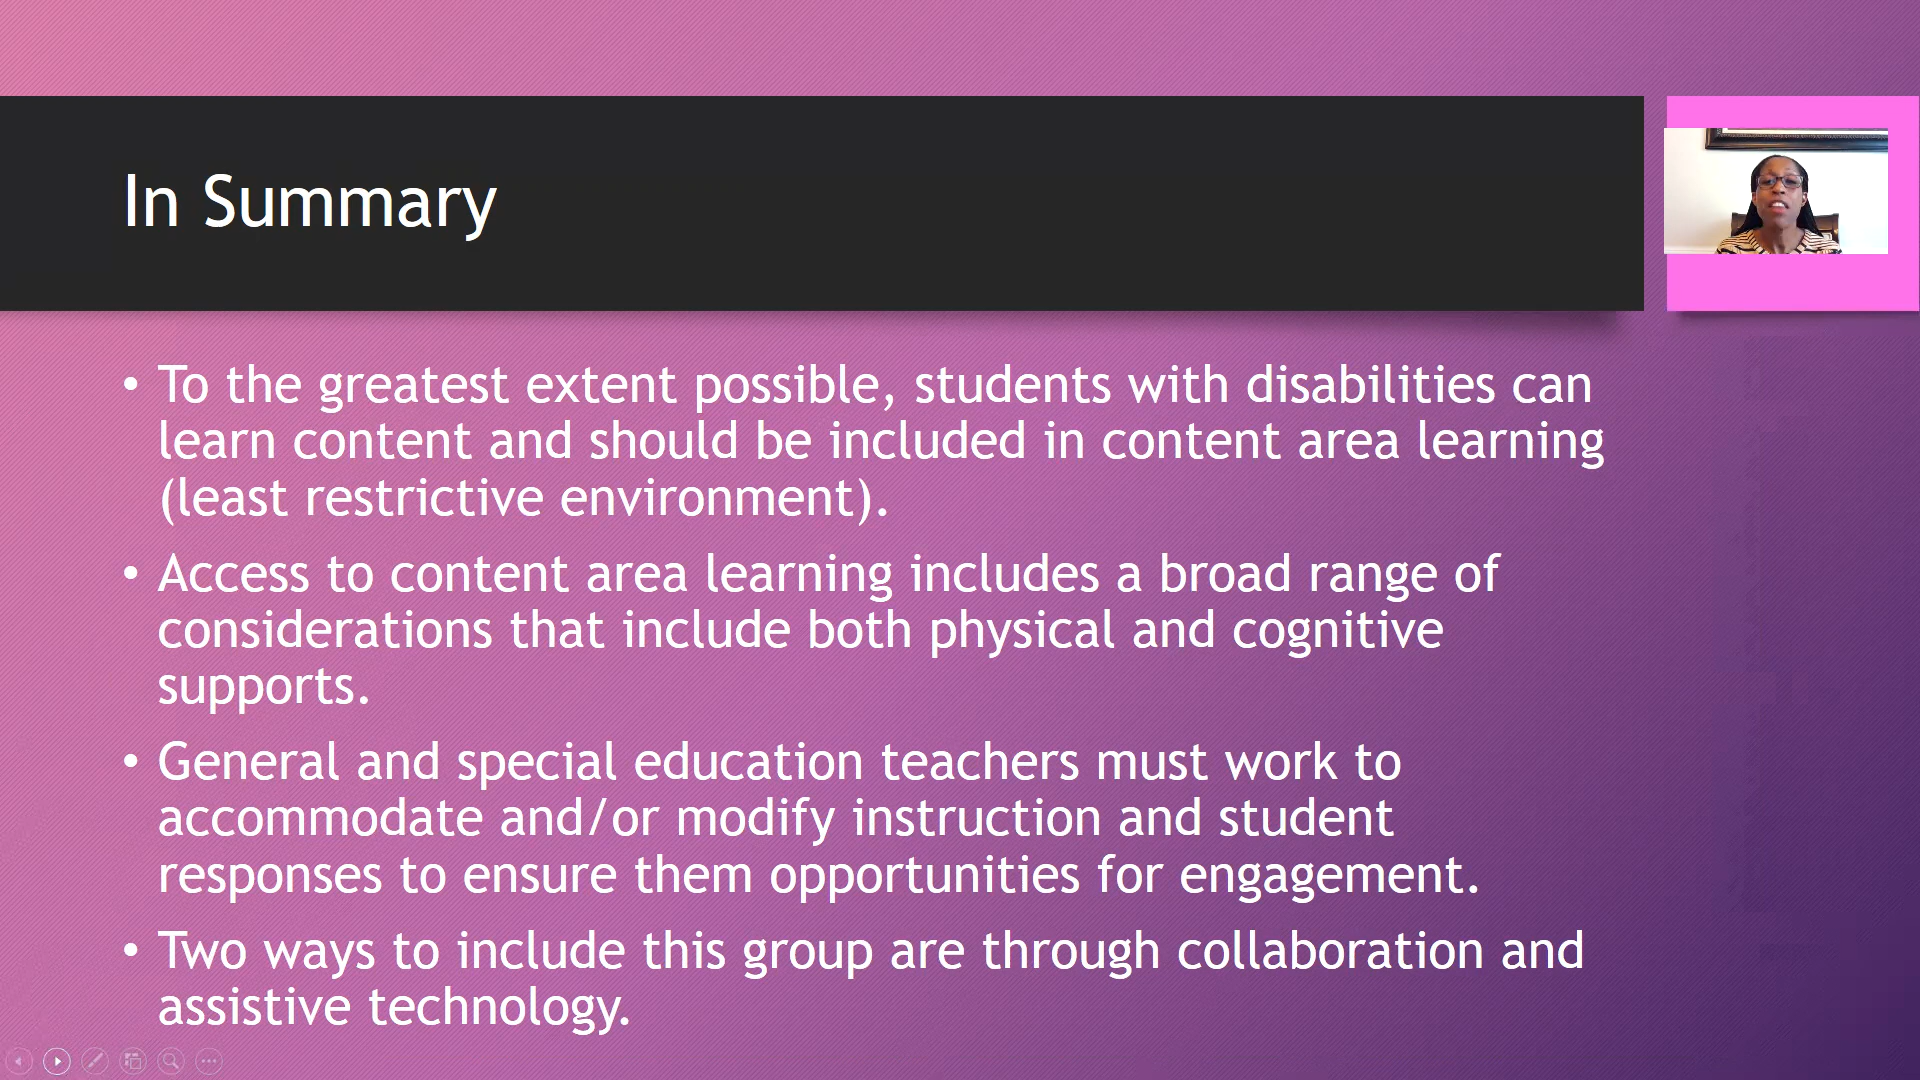 In Summary
• To the greatest extent possible, students with disabilities can
learn content and should be included in content area learning
(least restrictive environment).
• Access to content area learning includes a broad range of
considerations that include both physical and cognitive
supports.
• General and special education teachers must work to
accommodate and/or modify instruction and student
responses to ensure them opportunities for engagement.
• Two ways to include this group are through collaboration and
assistive technology.